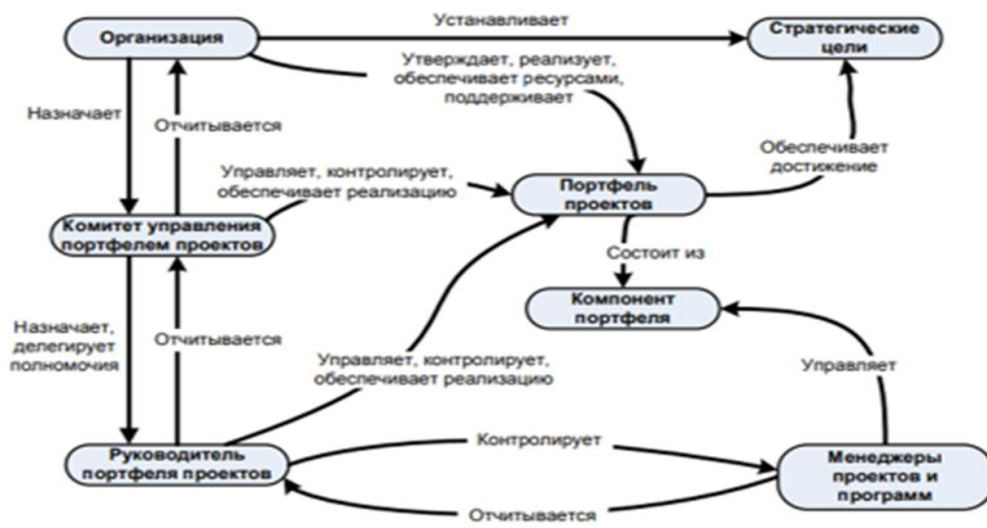 Устанавливает
Организация
Стратегические
цели
Утверждает, реализует,
обеспечивает ресурсами,
поддерживает
Назначает
Отчитывается
Обеспечивает
достижение
Управляет, контролирует,
обеспечивает реализацию
Портфель
проектов
Комитет управления
портфелем проектов
Состоит из
Компонент
портфеля
Назначает,
делегирует
полномочия
Отчитывается
Управляет, контролирует,
обеспечивает реализацию
Управляет
Контролирует
Руководитель
портфеля проектов
Менеджеры
проектов и
программ
Отчитывается